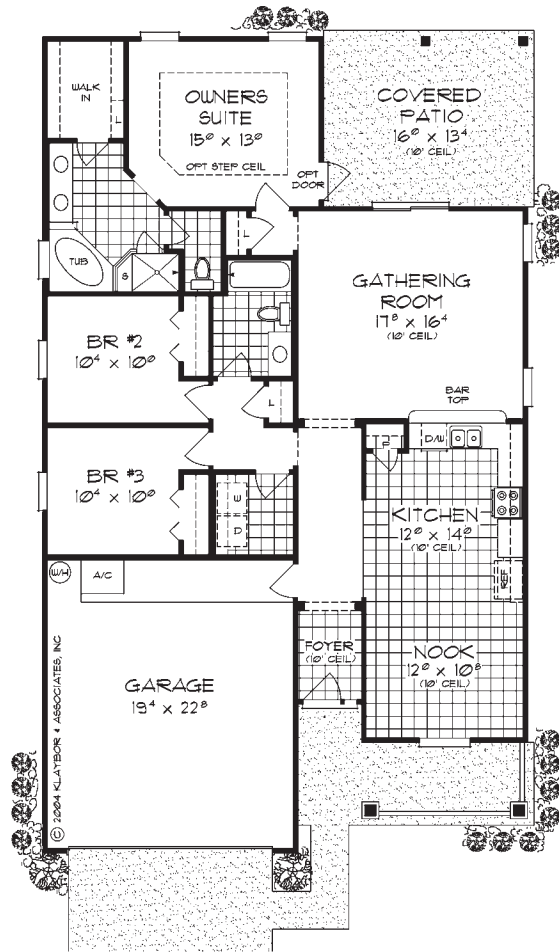 WALK
IN
L
OWNERS
SUITE
15⁰ x 13⁰
OPT STEP CEIL
OPT
DOOR
COVERED
PATIO
16⁰ x 13⁴
(10' CEIL)
TUB
S
L
GATHERING
ROOM
17⁸ x 16⁴
(10' CEIL)
BR #2
10⁴ x 10⁰
BAR
TOP
L
P
D/W
BR #3
10⁴ x 10⁰
W
D
KITCHEN
12⁰ x 14⁰
(10' CEIL)
REF
W/H
A/C
FOYER
(10' CEIL)
NOOK
12⁰ x 10⁸
(10' CEIL)
GARAGE
19⁴ x 22⁸
© 2004 KLAYBOR & ASSOCIATES, INC